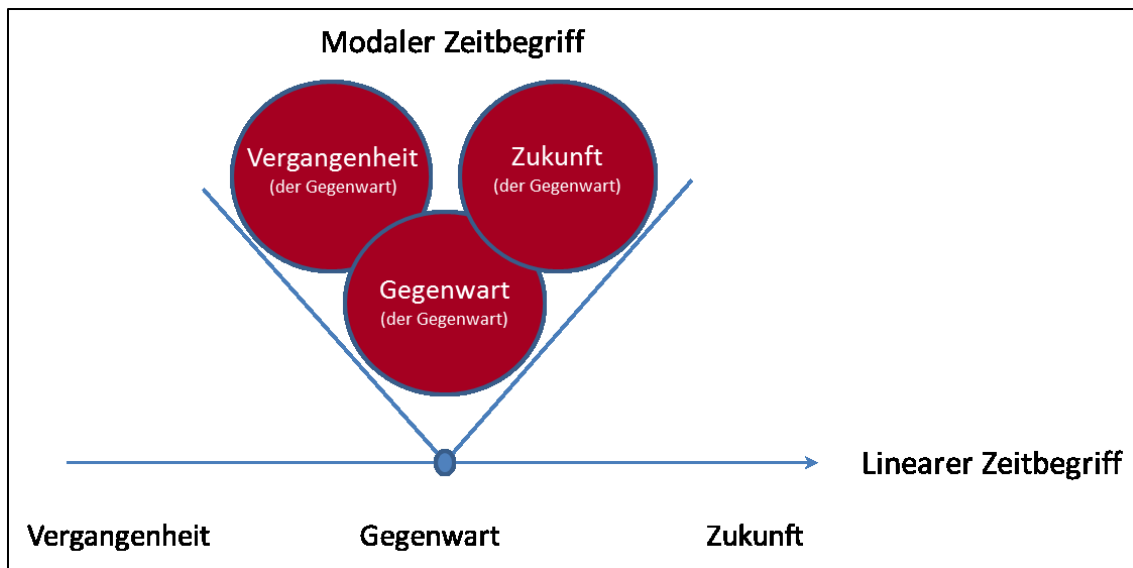 Modaler Zeitbegriff
Vergangenheit
(der Gegenwart)
Zukunft
(der Gegenwart)
Gegenwart
(der Gegenwart)
Linearer Zeitbegriff
Vergangenheit
Gegenwart
Zukunft